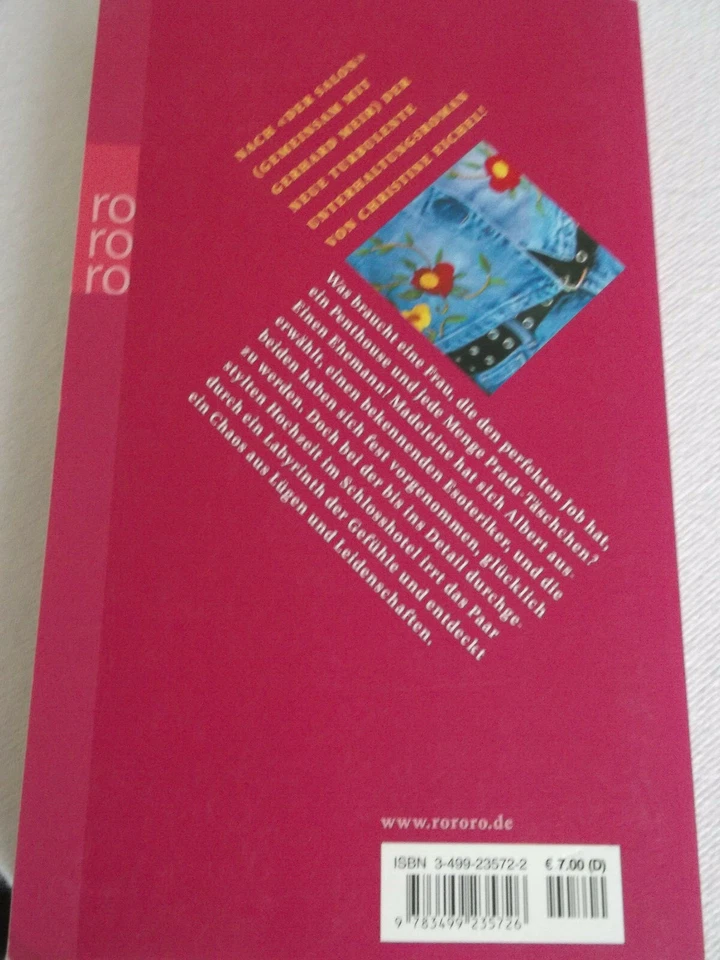 ro
ro
ro
NACH «DER SALON»
(GEMEINSAM MIT
GERHARD MEIR) DER
NEUE TURBULENTE
UNTERHALTUNGSROMAN
VON CHRISTINE EICHEL!
Was braucht eine Frau, die den perfekten Job hat,
ein Penthouse und jede Menge Prada-Täschchen?
Einen Ehemann! Madeleine hat sich Albert aus-
erwählt, einen bekennenden Esoteriker, und die
beiden haben sich fest vorgenommen, glücklich
zu werden. Doch bei der bis ins Detail durchge-
stylten Hochzeit im Schlosshotel irrt das Paar
durch ein Labyrinth der Gefühle und entdeckt
ein Chaos aus Lügen und Leidenschaften.
www.rororo.de
ISBN 3-499-23572-2 € 7.00 (D)
9 783499 235726